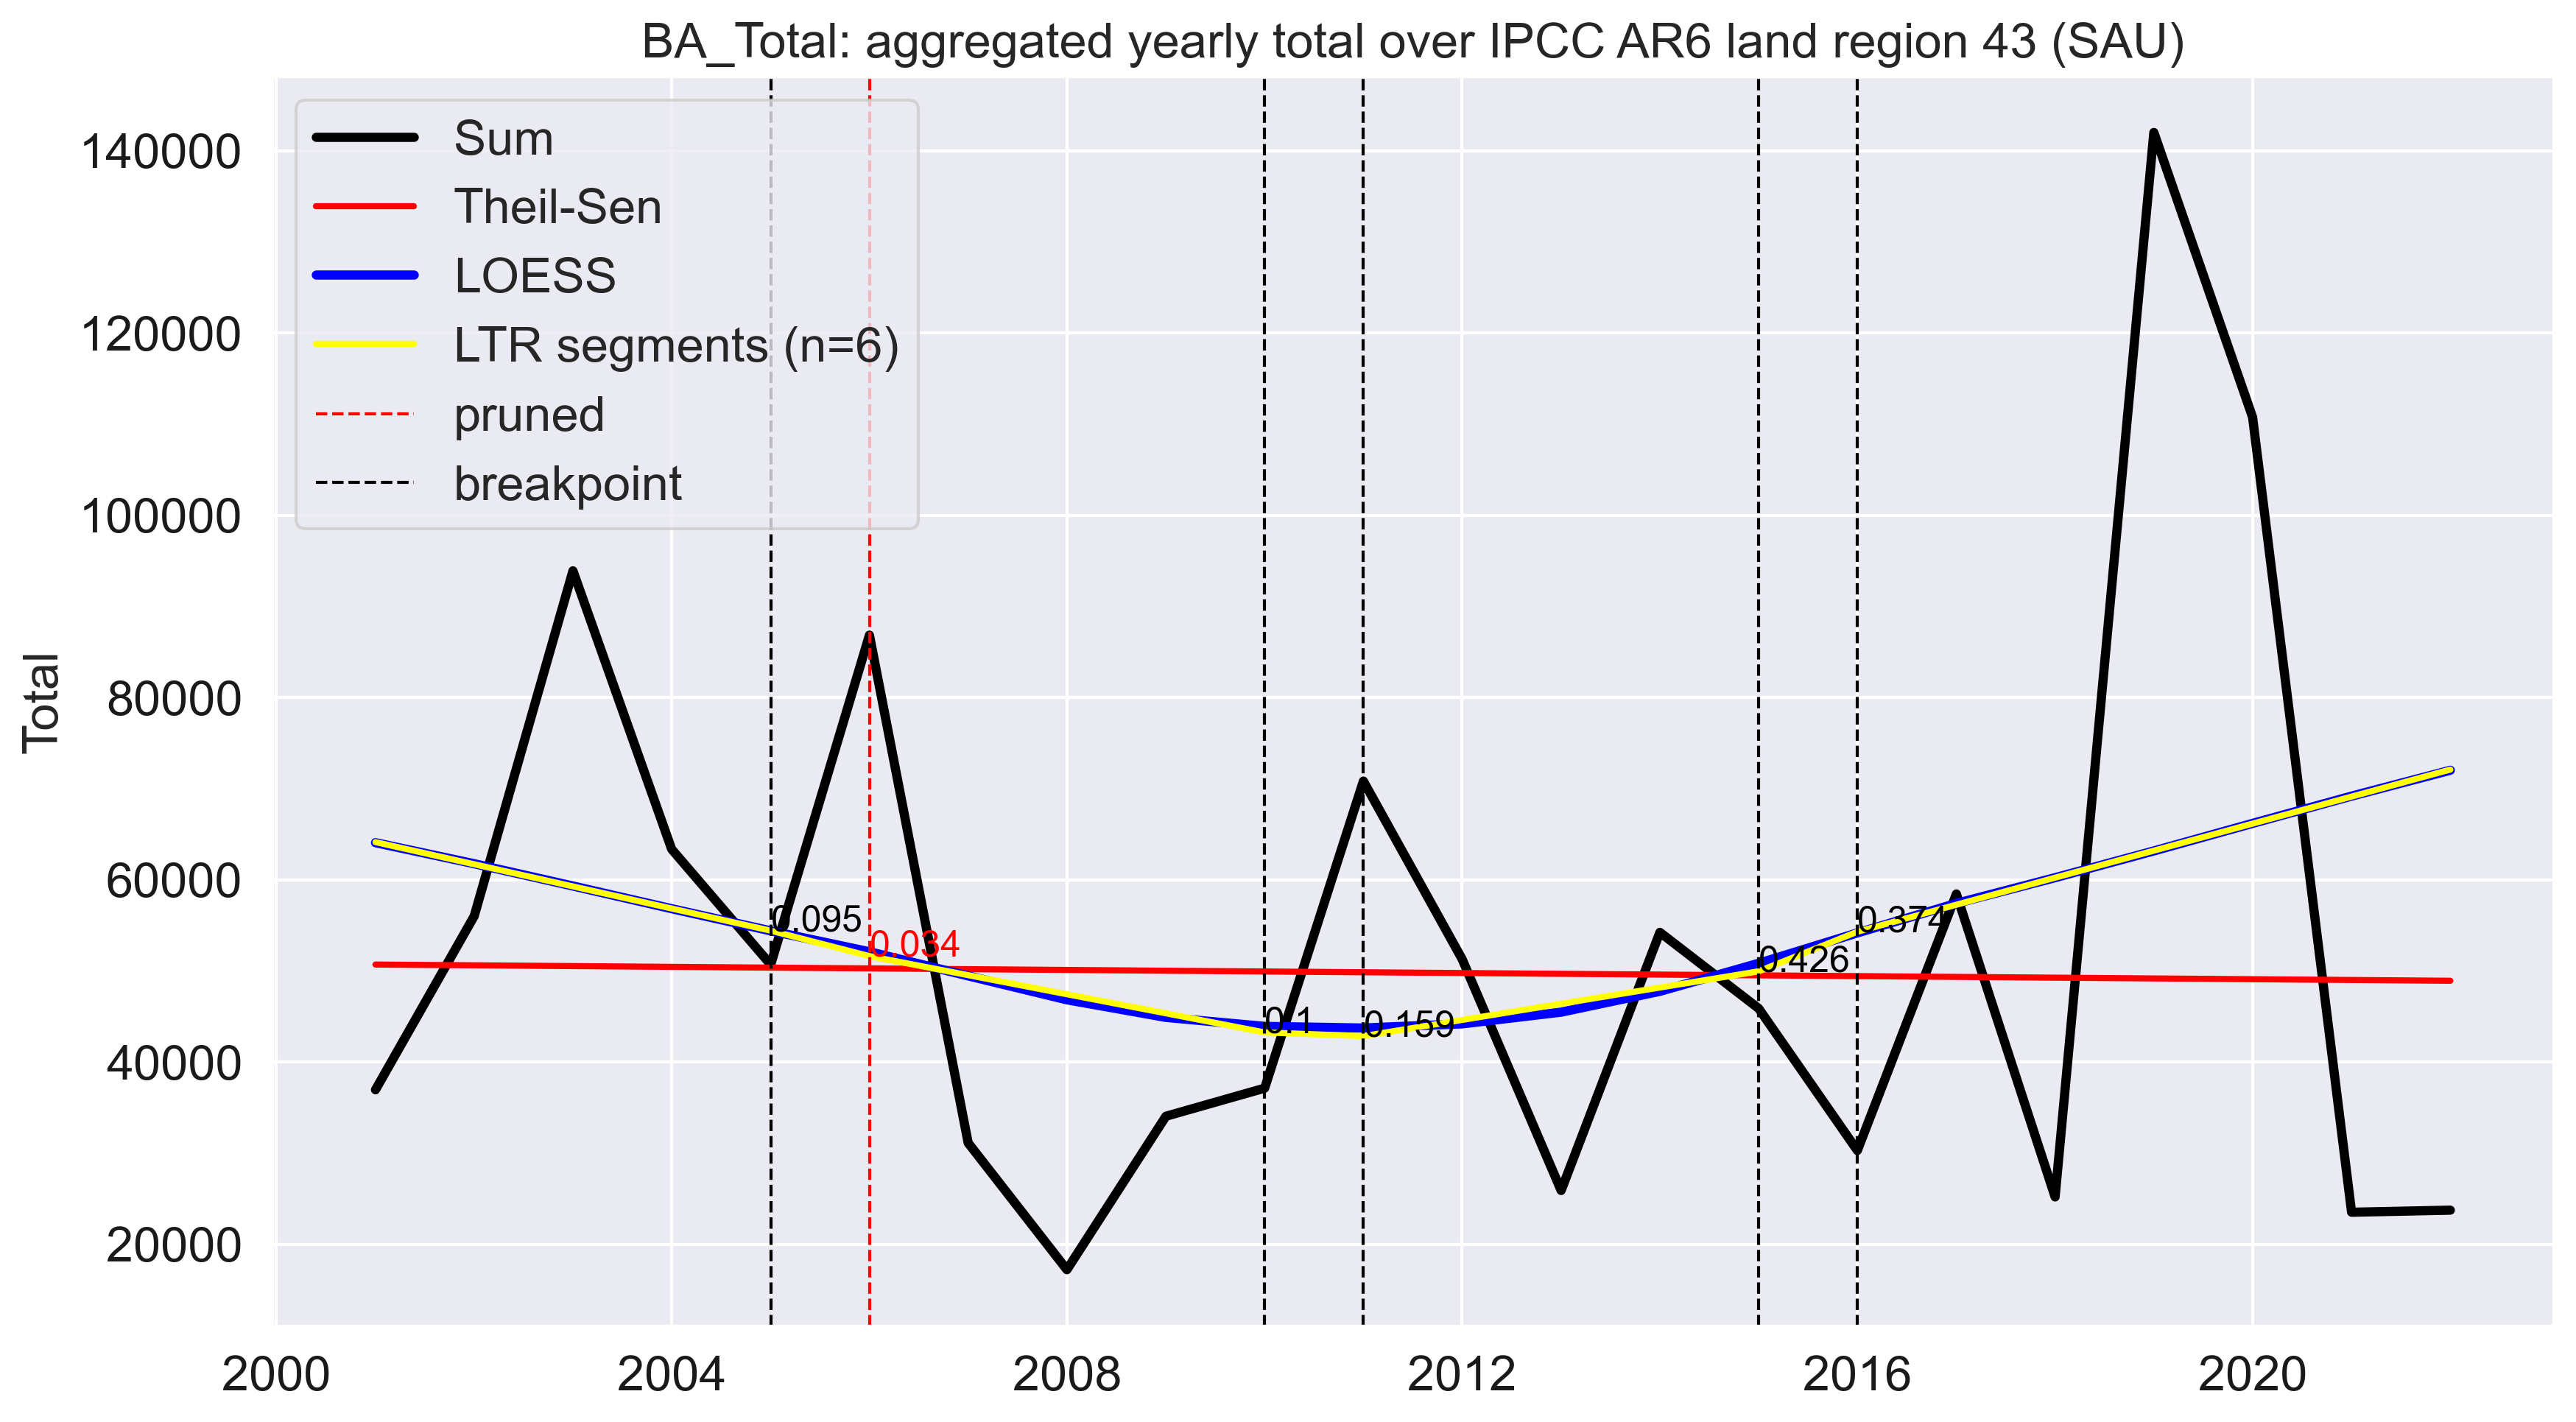 BA_Total: aggregated yearly total over IPCC AR6 land region 43 (SAU)
Total
140000
120000
100000
80000
60000
40000
20000
Sum
Theil-Sen
LOESS
LTR segments (n=6)
pruned
breakpoint
0.095
0.034
0.1
0.159
0.426
0.374
2000 2004 2008 2012 2016 2020